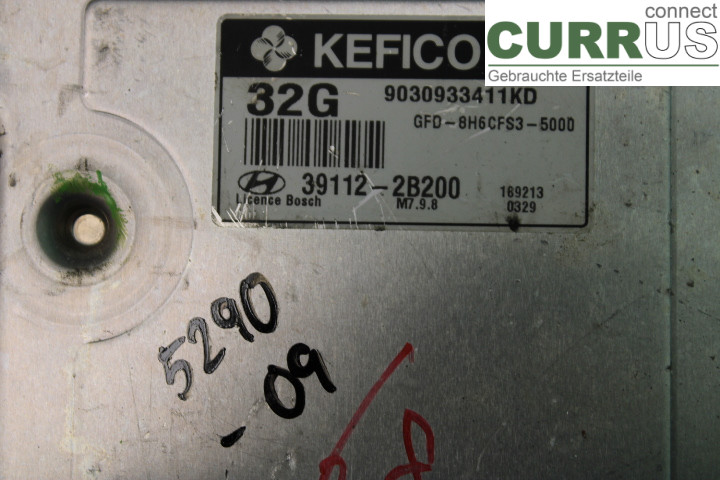 connect
CURRUS
Gebrauchte Ersatzteile
KEFICO
32G
9030933411KD
GFD-8H6CFS3-5000
39112-2B200
169213
Licence Bosch
M7.9.8
0329
5290
-09